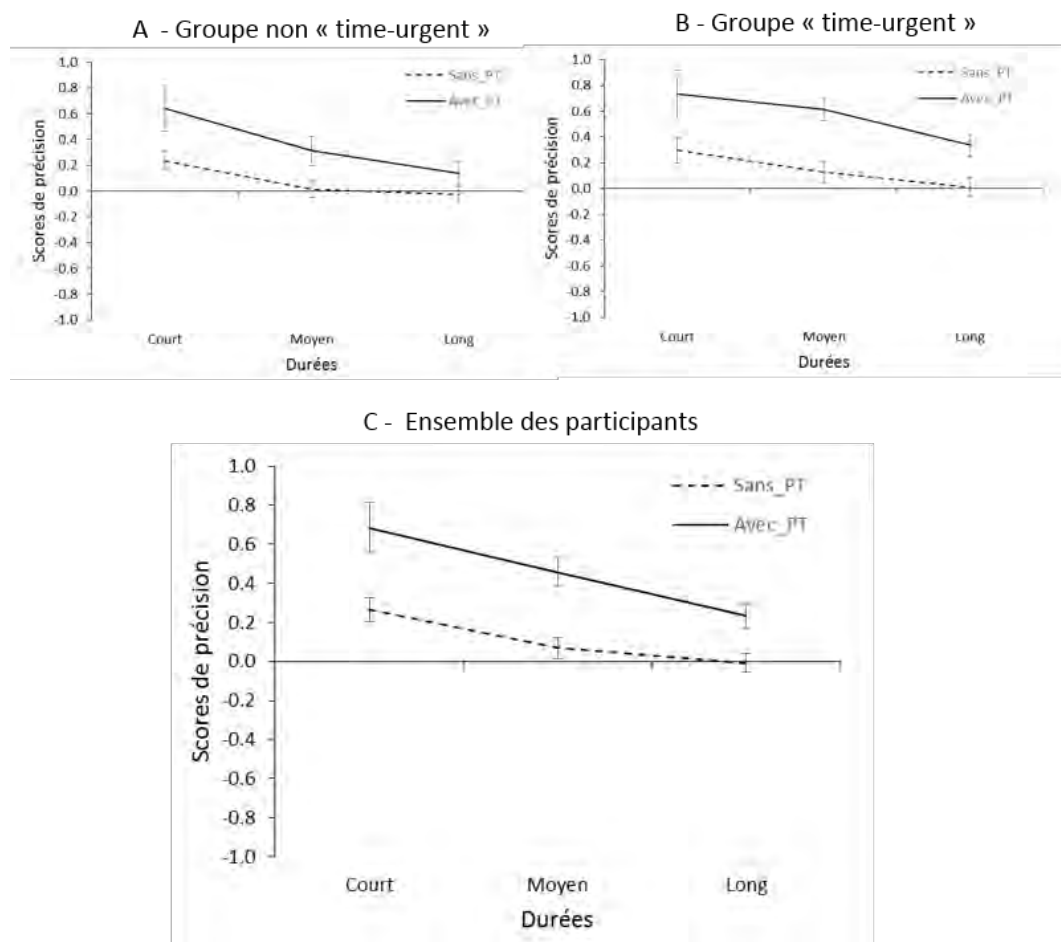 A - Groupe non « time-urgent »
1.0
0.8
0.6
0.4
0.2
0.0
-0.2
-0.4
-0.6
-0.8
-1.0
Scores de précision
Sans_PT
Avec_PT
Court Moyen Long
Durées
B - Groupe « time-urgent »
1.0
0.8
0.6
0.4
0.2
0.0
-0.2
-0.4
-0.6
-0.8
-1.0
Scores de précision
Sans_PT
Avec_PT
Court Moyen Long
Durées
C - Ensemble des participants
1.0
0.8
0.6
0.4
0.2
0.0
-0.2
-0.4
-0.6
-0.8
-1.0
Scores de précision
Sans_PT
Avec_PT
Court Moyen Long
Durées